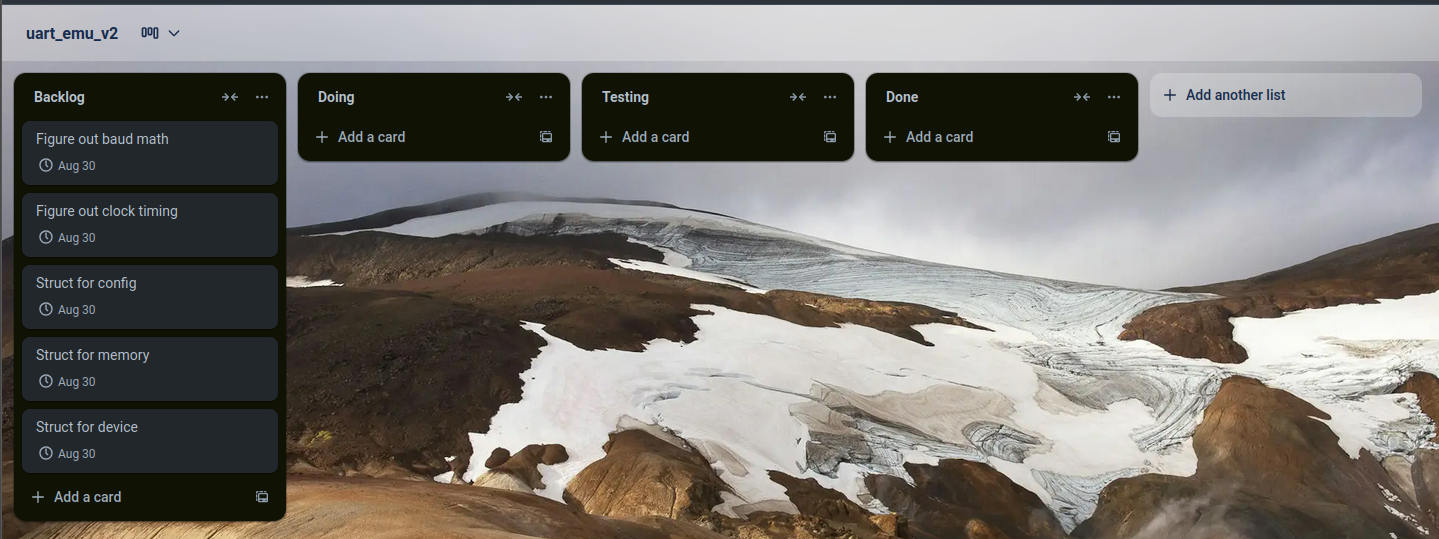 uart_emu_v2
Backlog
Figure out baud math
Aug 30
Figure out clock timing
Aug 30
Struct for config
Aug 30
Struct for memory
Aug 30
Struct for device
Aug 30
Add a card
Doing
Add a card
Testing
Add a card
Done
Add a card
Add another list